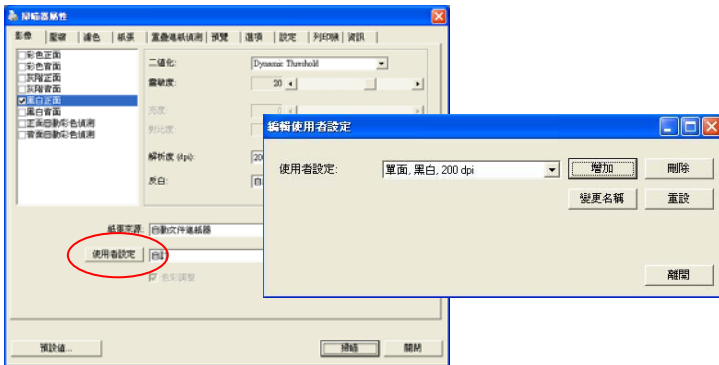 掃瞄器屬性
影像 壓縮 濾色 紙張 重疊進紙偵測 預覽 選項 設定 列印機 資訊
彩色正面
彩色背面
灰階正面
灰階背面
黑白正面
黑白背面
正面自動彩色偵測
背面自動彩色偵測
二値化: Dynamic Threshold
靈敏度: 20
亮度: 0
對比度:
解析度 (dpi): 200
反白:
紙張來源: 自動文件進紙器
使用者設定 自訂
色彩調整
預設值... 掃瞄 關閉
編輯使用者設定
使用者設定: 單面, 黑白, 200 dpi 增加 刪除
變更名稱 重設
離開